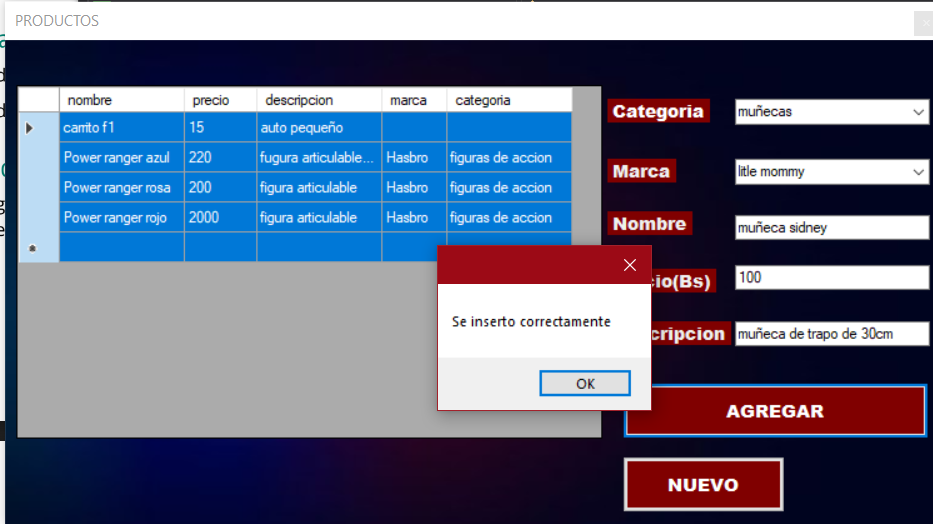 PRODUCTOS
nombre precio descripcion marca categoria
carrito f1 15 auto pequeño
Power ranger azul 220 fugura articulable... Hasbro figuras de accion
Power ranger rosa 200 figura articulable Hasbro figuras de accion
Power ranger rojo 2000 figura articulable Hasbro figuras de accion
Categoria muñecas
Marca litle mommy
Nombre muñeca sidney
cio(Bs) 100
cripcion muñeca de trapo de 30cm
Se inserto correctamente
OK
AGREGAR
NUEVO